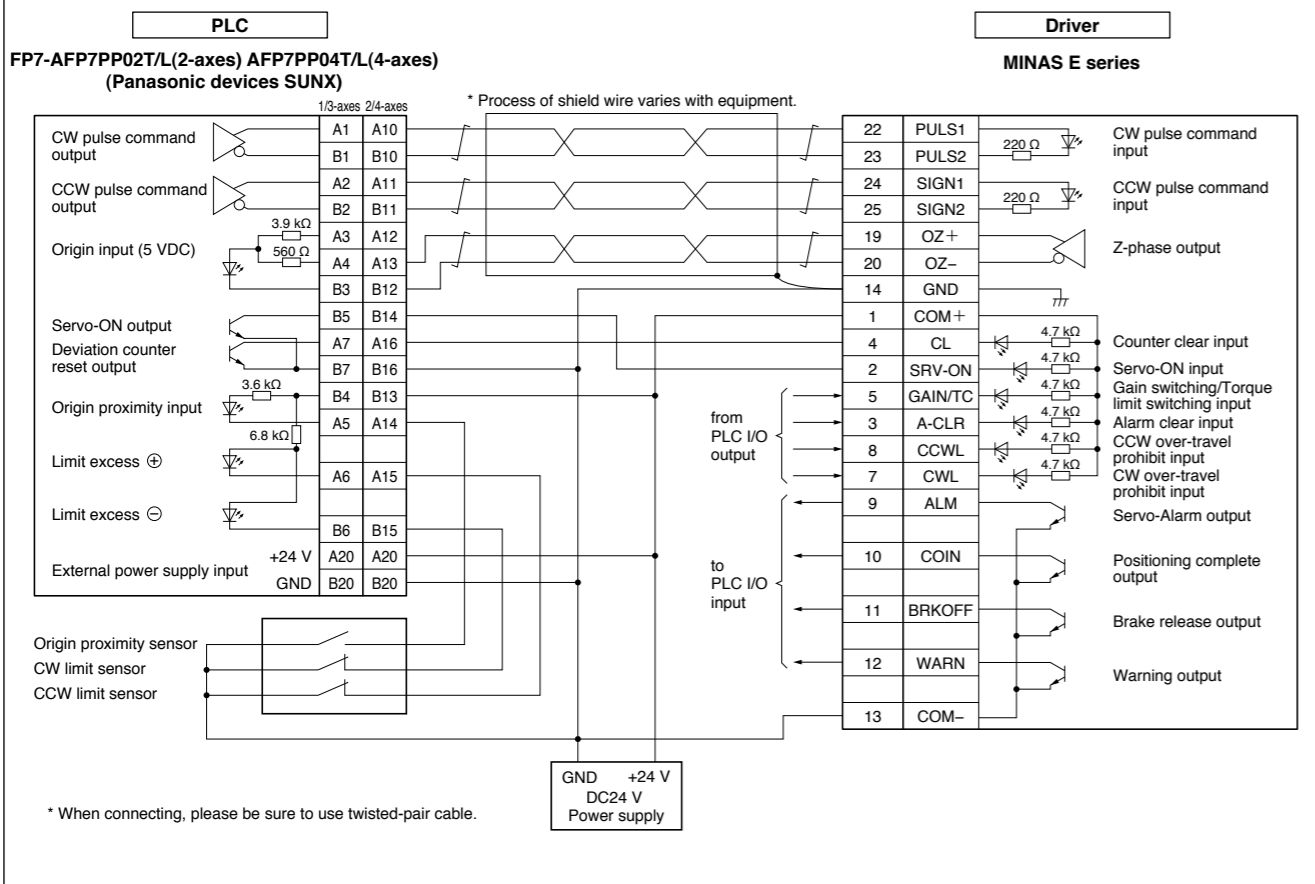 PLC
FP7-AFP7PP02T/L(2-axes) AFP7PP04T/L(4-axes)
(Panasonic devices SUNX)
Driver
MINAS E series
* Process of shield wire varies with equipment.
1/3-axes 2/4-axes
CW pulse command
output
A1 A10
B1 B10
CCW pulse command
output
A2 A11
B2 B11
Origin input (5 VDC)
3.9 kΩ
560 Ω
A3 A12
A4 A13
B3 B12
Servo-ON output
B5 B14
Deviation counter
reset output
A7 A16
B7 B16
Origin proximity input
3.6 kΩ
6.8 kΩ
B4 B13
A5 A14
Limit excess ⊕
A6 A15
Limit excess ⊖
B6 B15
External power supply input
+24 V A20 A20
GND B20 B20
Origin proximity sensor
CW limit sensor
CCW limit sensor
GND +24 V
DC24 V
Power supply
* When connecting, please be sure to use twisted-pair cable.
from
PLC I/O
output
to
PLC I/O
input
22 PULS1
23 PULS2
220 Ω
CW pulse command
input
24 SIGN1
25 SIGN2
220 Ω
CCW pulse command
input
19 OZ+
20 OZ−
Z-phase output
14 GND
1 COM+
4 CL 4.7 kΩ Counter clear input
2 SRV-ON 4.7 kΩ Servo-ON input
5 GAIN/TC 4.7 kΩ Gain switching/Torque
limit switching input
3 A-CLR 4.7 kΩ Alarm clear input
8 CCWL 4.7 kΩ CCW over-travel
prohibit input
7 CWL 4.7 kΩ CW over-travel
prohibit input
9 ALM Servo-Alarm output
10 COIN Positioning complete
output
11 BRKOFF Brake release output
12 WARN Warning output
13 COM−